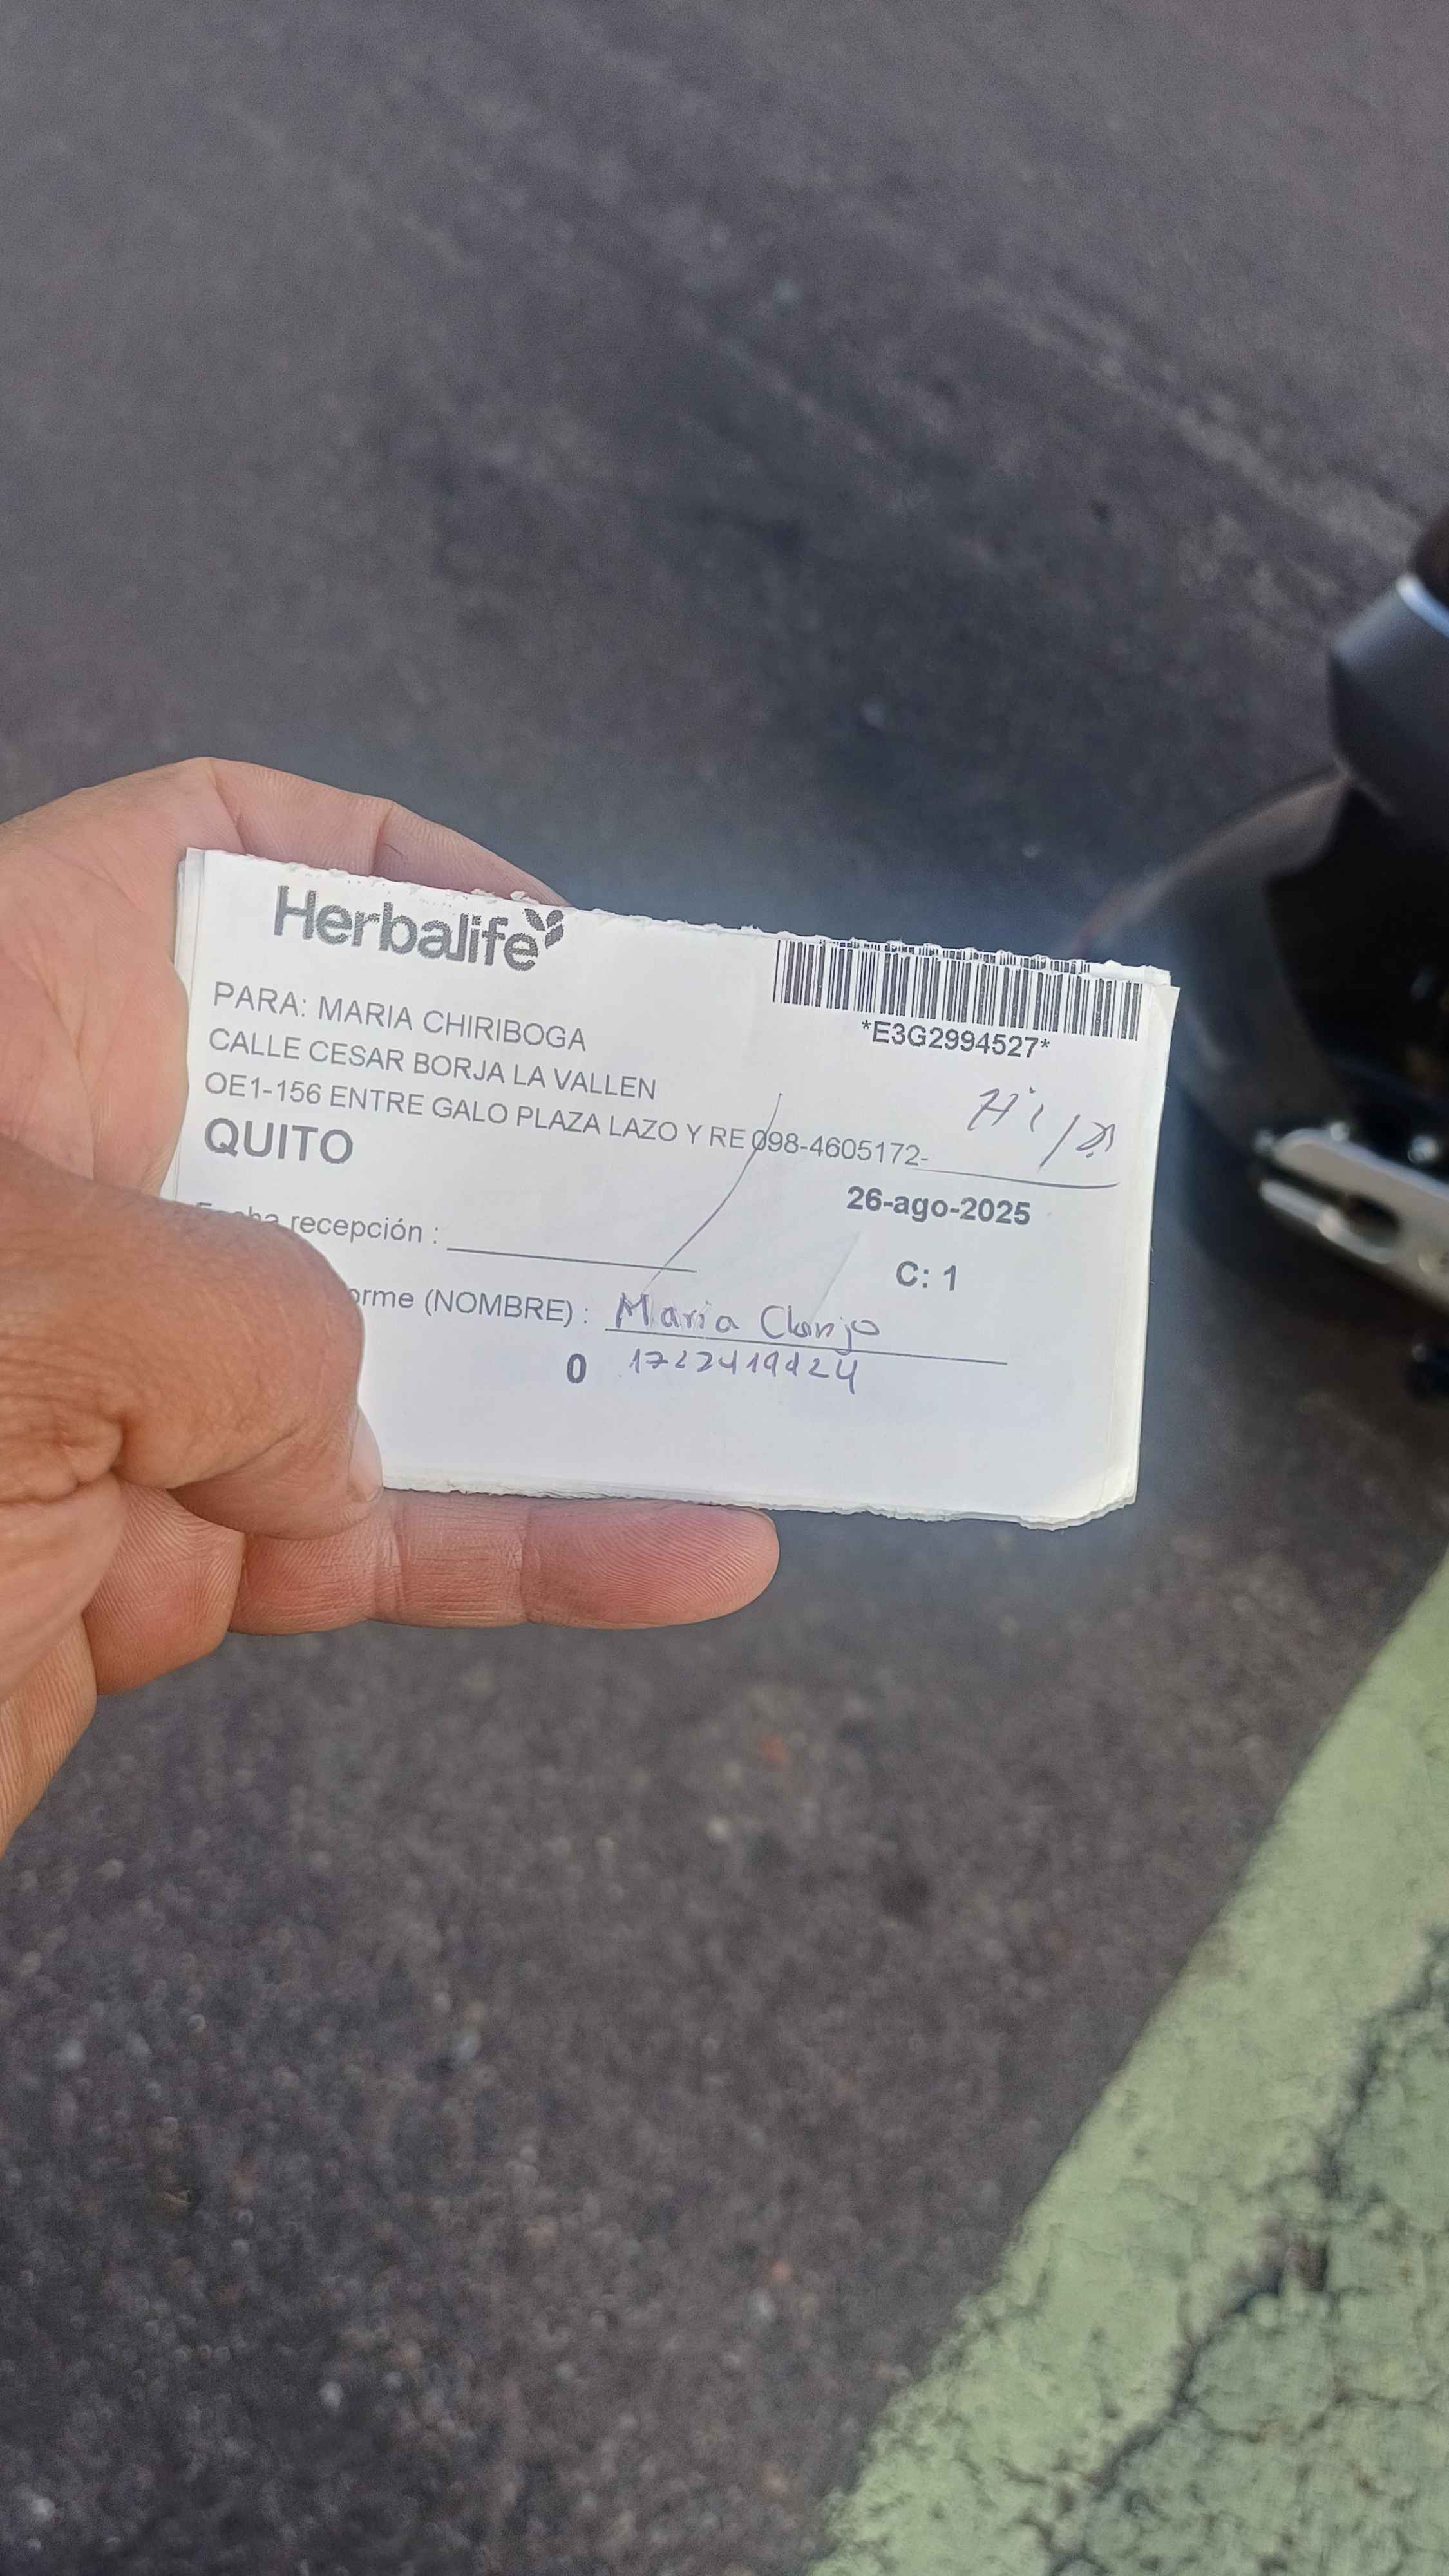 Herbalife
*E3G2994527*
PARA: MARIA CHIRIBOGA
CALLE CESAR BORJA LA VALLEN
OE1-156 ENTRE GALO PLAZA LAZO Y RE 098-4605172-
QUITO
26-ago-2025
recepción :
C: 1
orme (NOMBRE) : Maria
0